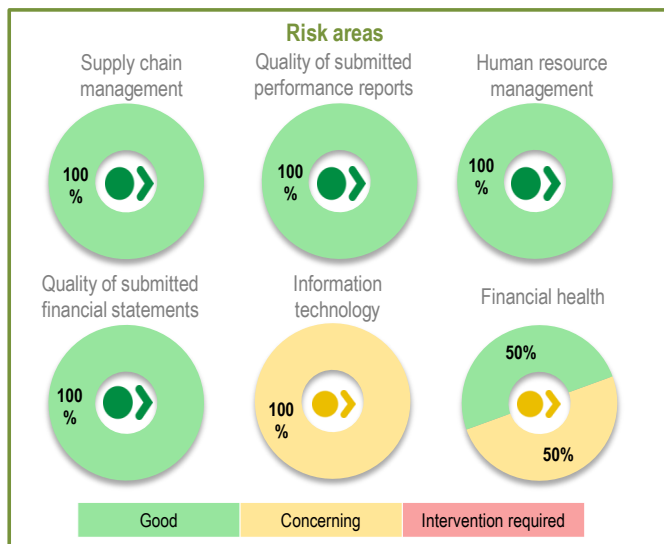 Risk areas
Supply chain
management
Quality of submitted
performance reports
Human resource
management
100
%
100
%
100
%
Quality of submitted
financial statements
Information
technology
Financial health
100
%
100
%
50%
50%
Good
Concerning
Intervention required